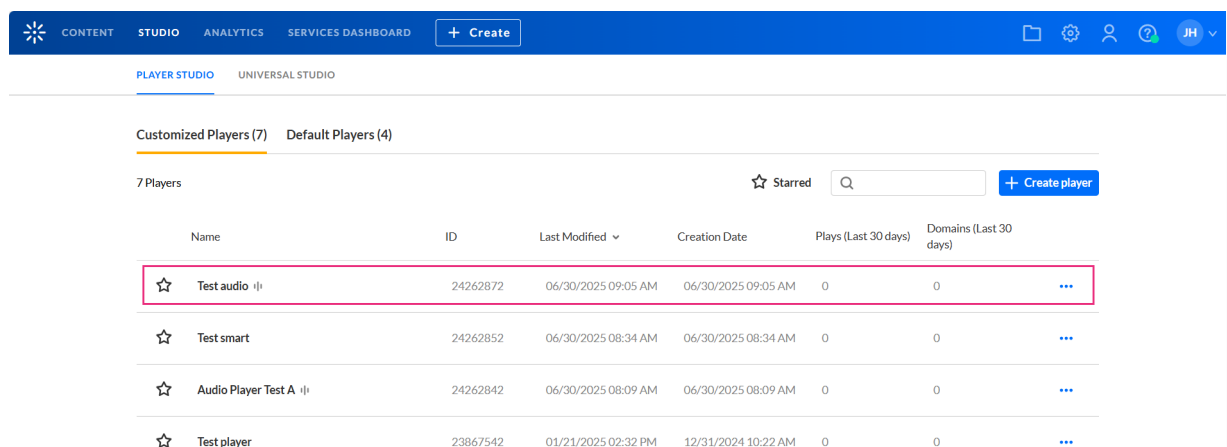 CONTENT STUDIO ANALYTICS SERVICES DASHBOARD + Create JH
PLAYER STUDIO UNIVERSAL STUDIO
Customized Players (7) Default Players (4)
7 Players Starred + Create player
Name ID Last Modified Creation Date Plays (Last 30 days) Domains (Last 30
days)
Test audio 24262872 06/30/2025 09:05 AM 06/30/2025 09:05 AM 0 0
Test smart 24262852 06/30/2025 08:34 AM 06/30/2025 08:34 AM 0 0
Audio Player Test A 24262842 06/30/2025 08:09 AM 06/30/2025 08:09 AM 0 0
Test player 23867542 01/21/2025 02:32 PM 12/31/2024 10:22 AM 0 0